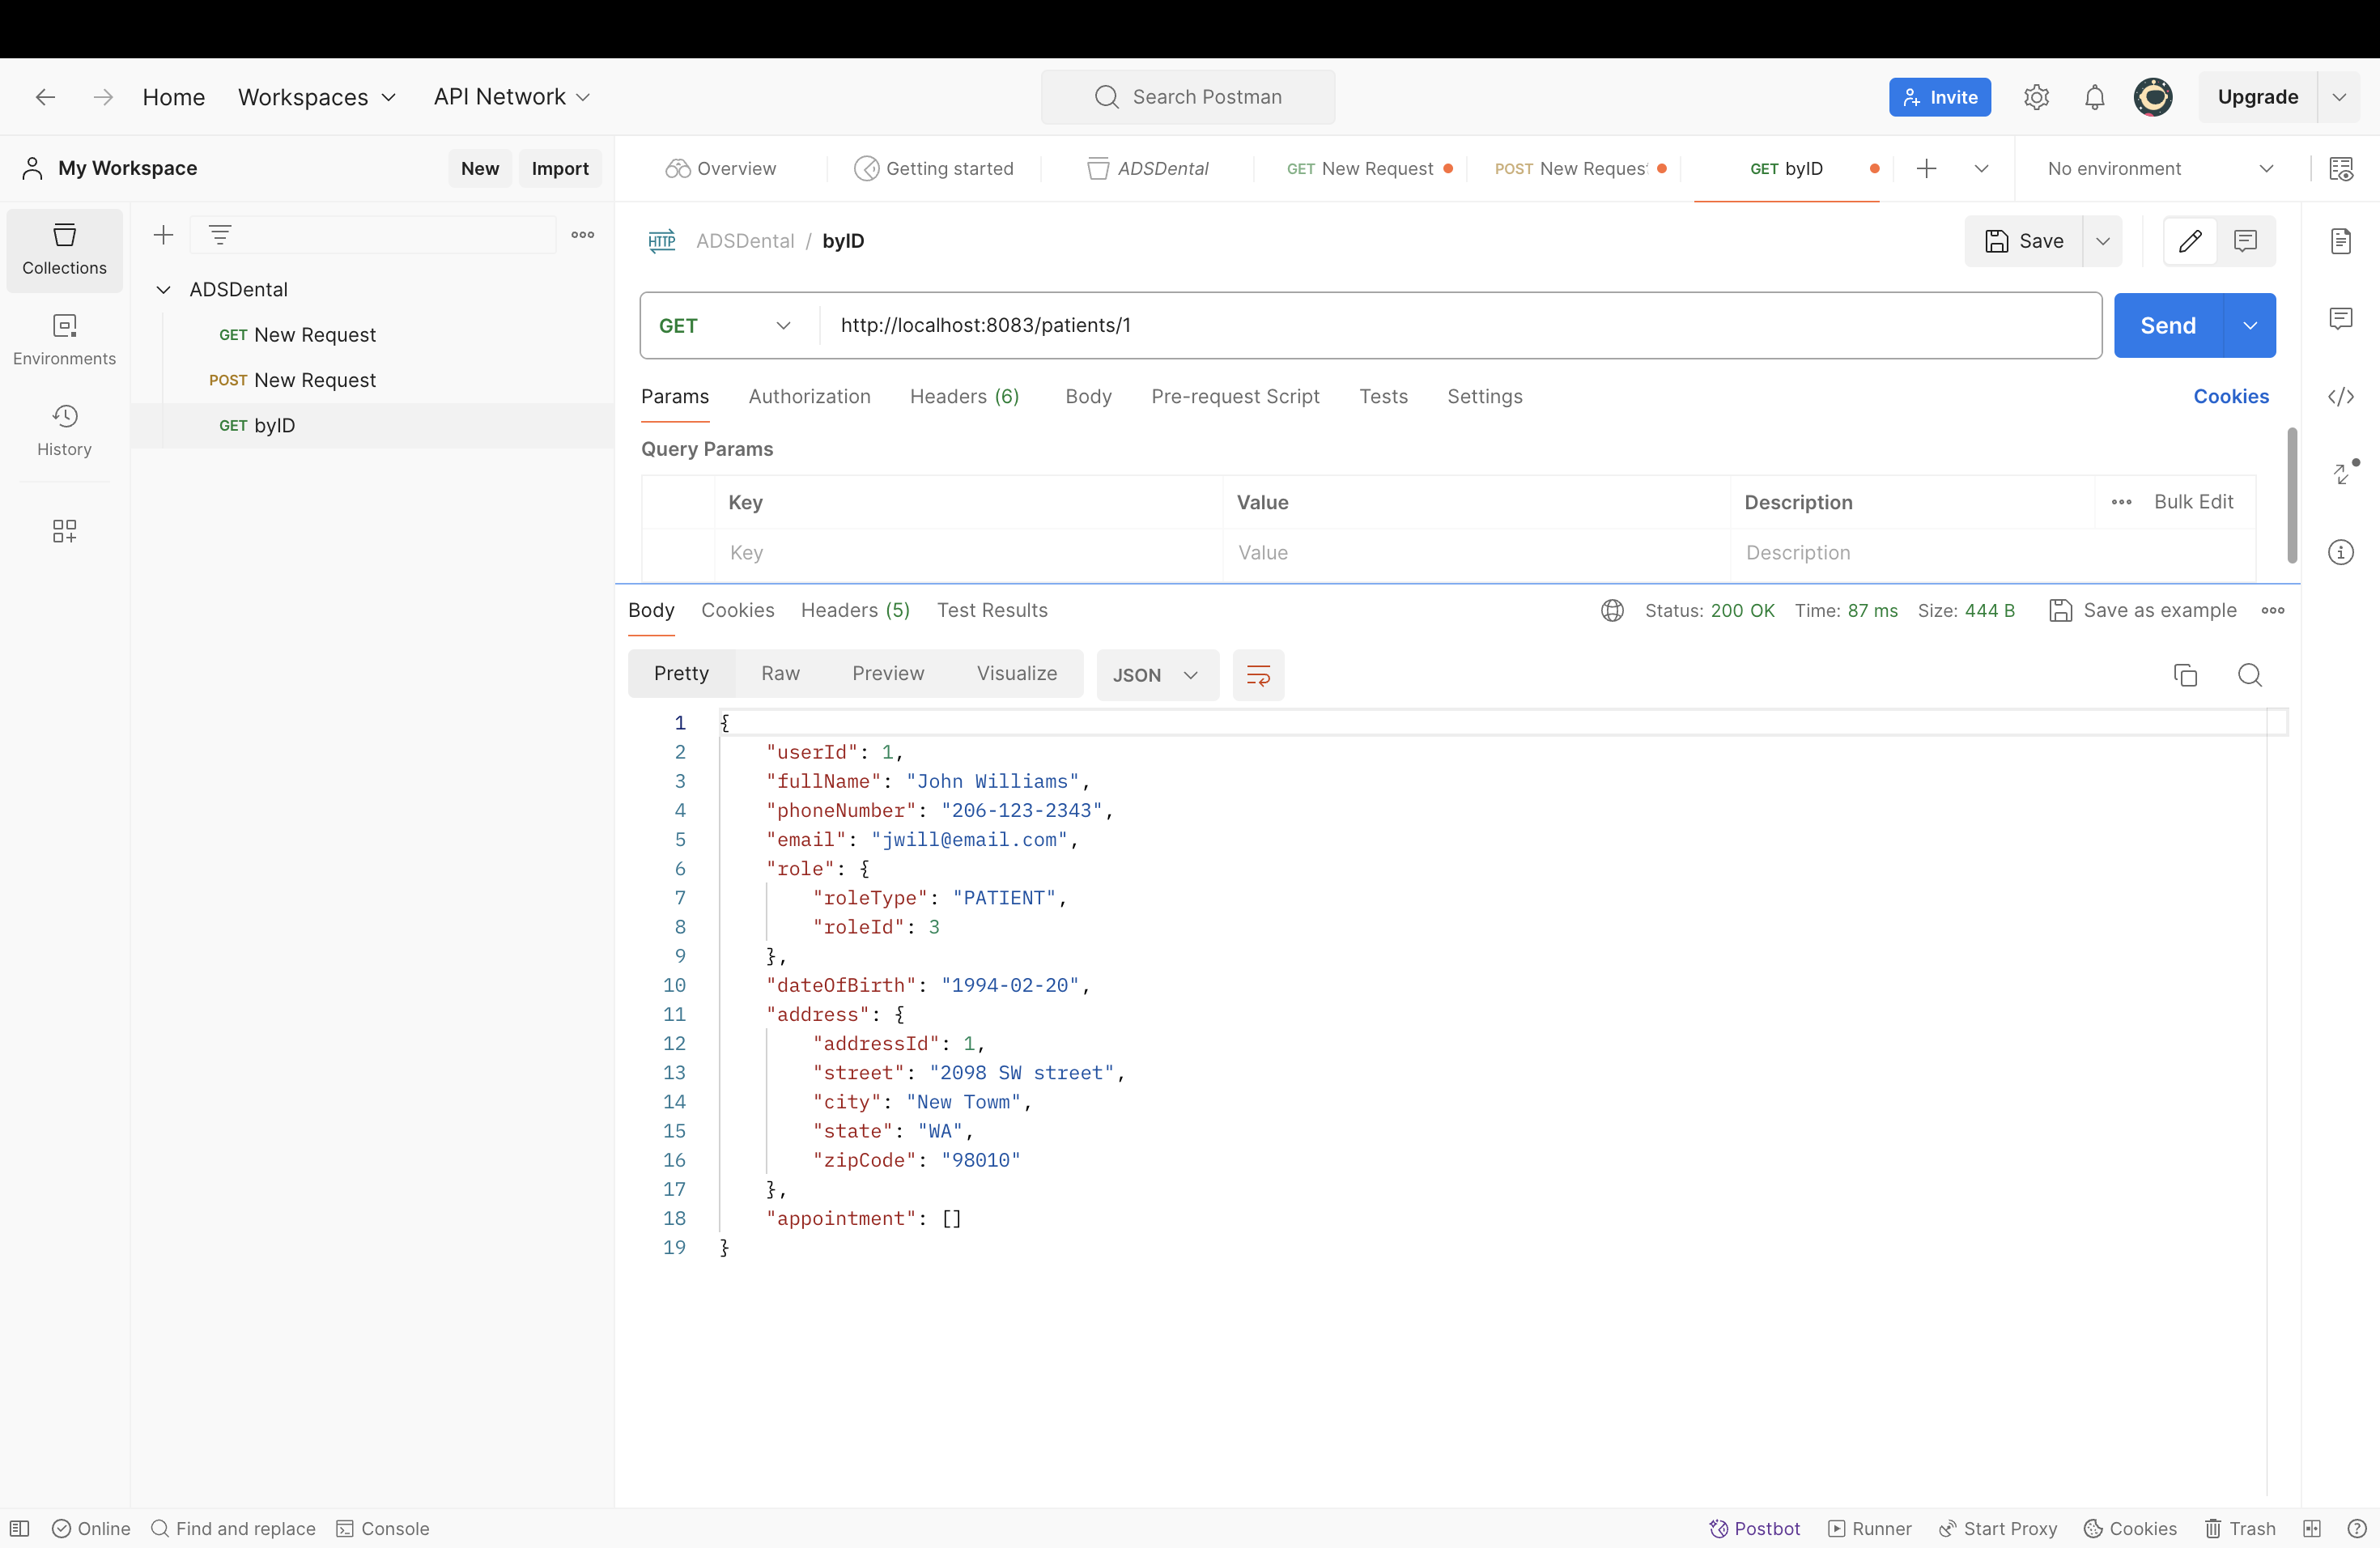 Home Workspaces API Network Search Postman Invite Upgrade
My Workspace New Import Overview Getting started ADSDental GET New Request POST New Reques GET byID No environment
Collections
Environments
History
ADSDental
GET New Request
POST New Request
GET byID
HTTP ADSDental / byID Save
GET http://localhost:8083/patients/1 Send
Params Authorization Headers (6) Body Pre-request Script Tests Settings Cookies
Query Params
Key Value Description Bulk Edit
Key Value Description
Body Cookies Headers (5) Test Results Status: 200 OK Time: 87 ms Size: 444 B Save as example
Pretty Raw Preview Visualize JSON
1 {
2 "userId": 1,
3 "fullName": "John Williams",
4 "phoneNumber": "206-123-2343",
5 "email": "jwill@email.com",
6 "role": {
7 "roleType": "PATIENT",
8 "roleId": 3
9 },
10 "dateOfBirth": "1994-02-20",
11 "address": {
12 "addressId": 1,
13 "street": "2098 SW street",
14 "city": "New Towm",
15 "state": "WA",
16 "zipCode": "98010"
17 },
18 "appointment": []
19 }
Online Find and replace Console Postbot Runner Start Proxy Cookies Trash